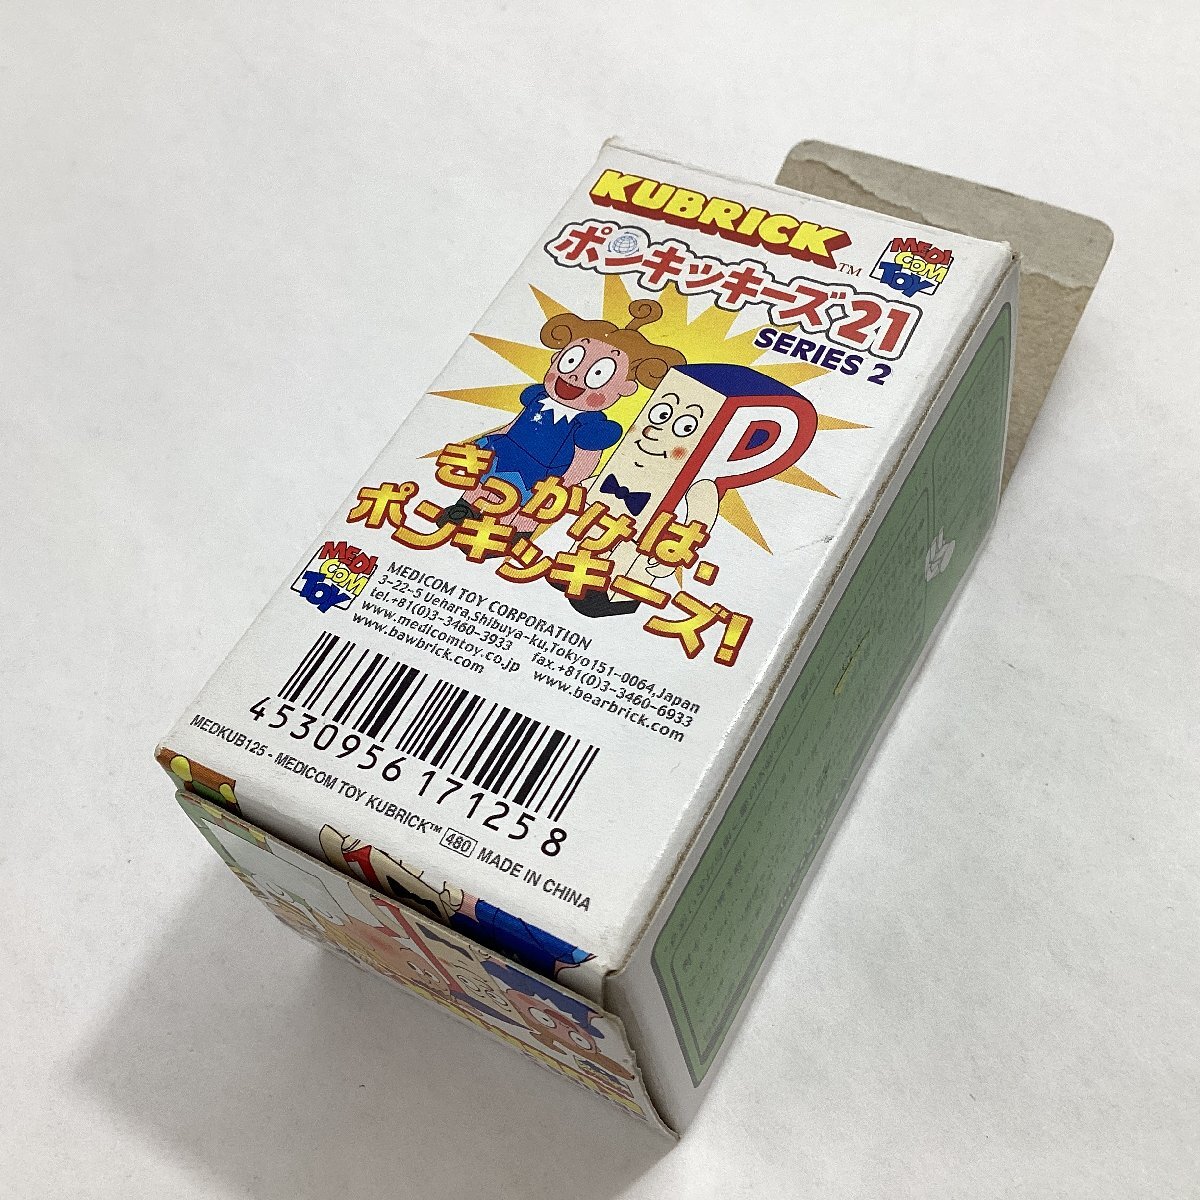 KUBRICK
TM
MEDI
COM
TOY
ポンキッキーズ21
SERIES 2
P
きっかけは、
ポンキッキーズ!
MEDI
COM
TOY
MEDICOM TOY CORPORATION
3-22-5 Uehara,Shibuya-ku,Tokyo151-0064,Japan
tel.+81(0)3-3460-3933 fax.+81(0)3-3460-6933
www.medicomtoy.co.jp www.bearbrick.com
www.bawbrick.com
4530956171258
MEDKUB125 - MEDICOM TOY KUBRICK™ 480 MADE IN CHINA